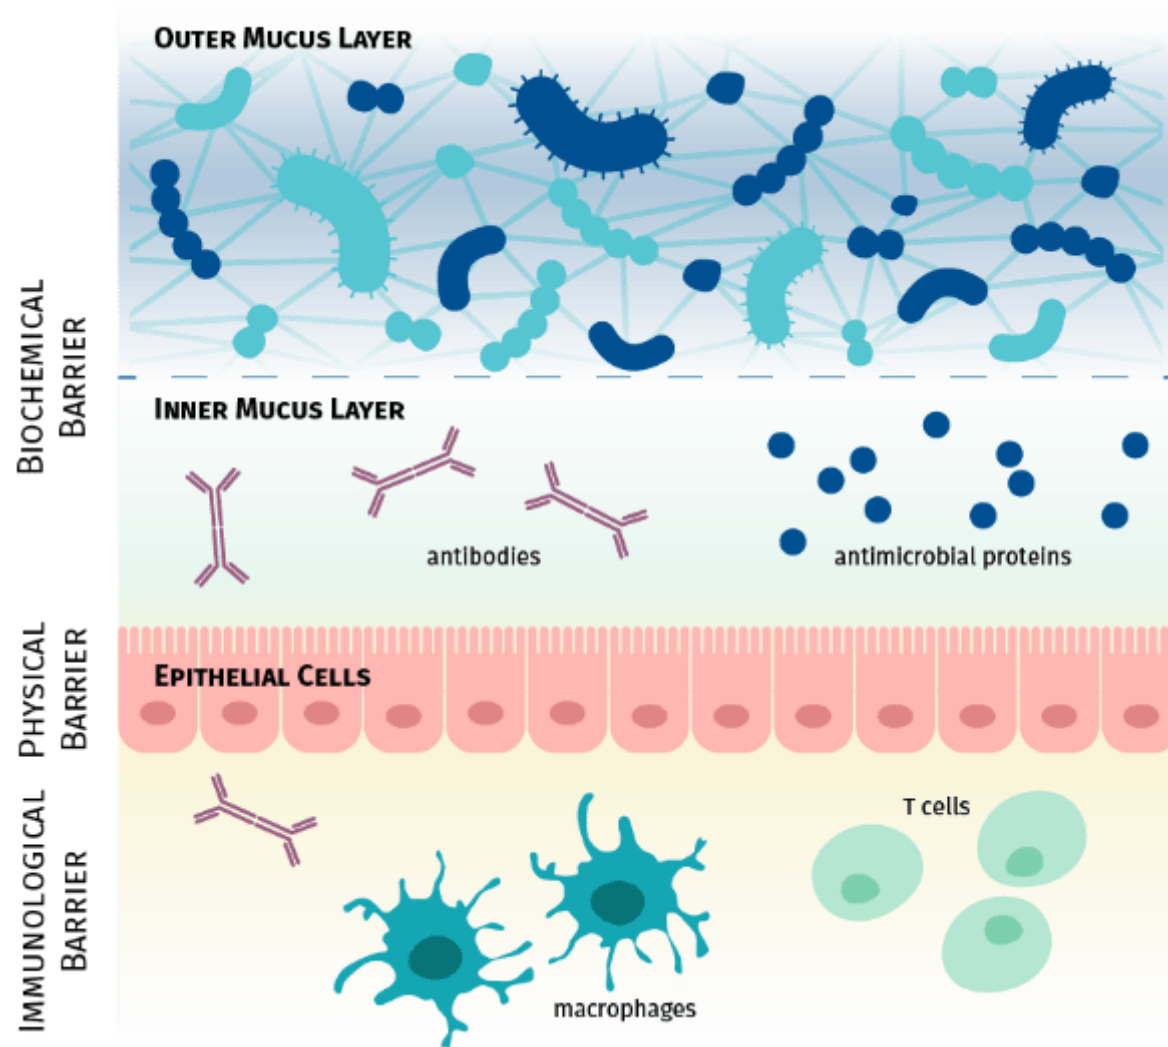 OUTER MUCUS LAYER
BIOCHEMICAL
BARRIER
INNER MUCUS LAYER
antibodies
antimicrobial proteins
PHYSICAL
BARRIER
EPITHELIAL CELLS
IMMUNOLOGICAL
BARRIER
T cells
macrophages